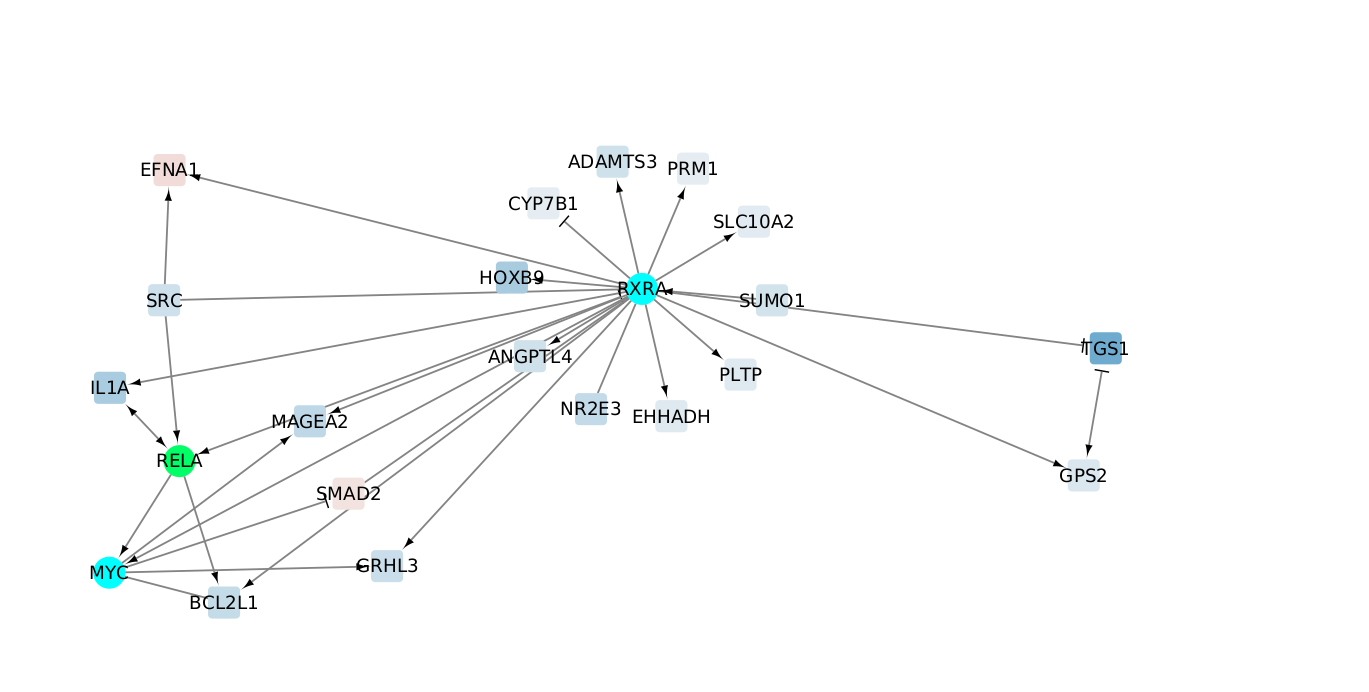 ADAMTS3
PRM1
EFNA1
CYP7B1
SLC10A2
HOXB9
RXRA
SRC
SUMO1
TGS1
ANGPTL4
PLTP
IL1A
NR2E3
EHHADH
MAGEA2
RELA
GPS2
SMAD2
GRHL3
MYC
BCL2L1